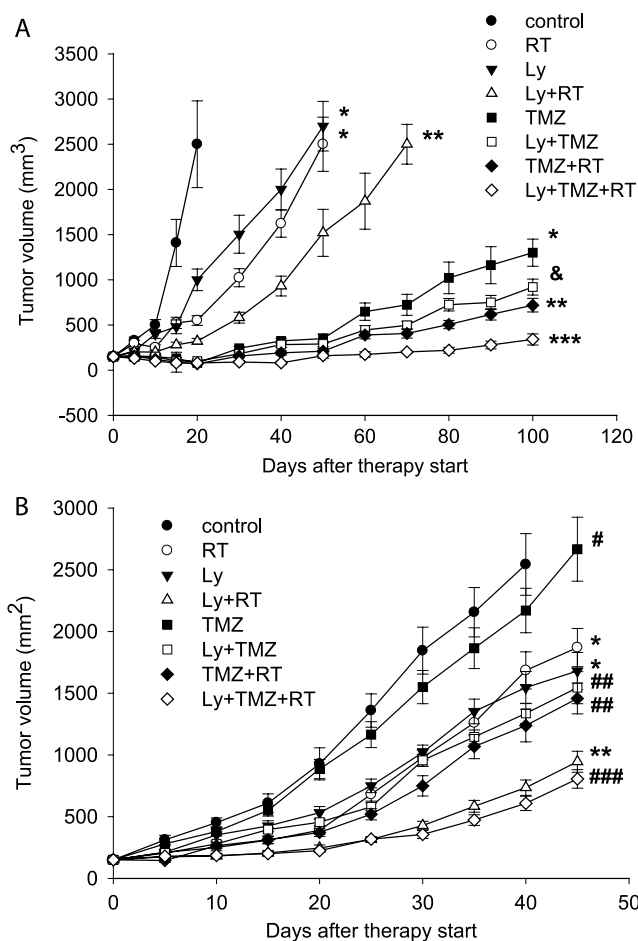 A
control
RT
Ly
Ly+RT
TMZ
Ly+TMZ
TMZ+RT
Ly+TMZ+RT
3500
3000
2500
2000
1500
1000
500
0
-500
Tumor volume (mm3)
*
*
**
*
&
**
***
0 20 40 60 80 100 120
Days after therapy start
B
control
RT
Ly
Ly+RT
TMZ
Ly+TMZ
TMZ+RT
Ly+TMZ+RT
3000
2500
2000
1500
1000
500
0
Tumor volume (mm2)
#
*
*
##
##
**
###
0 10 20 30 40 50
Days after therapy start